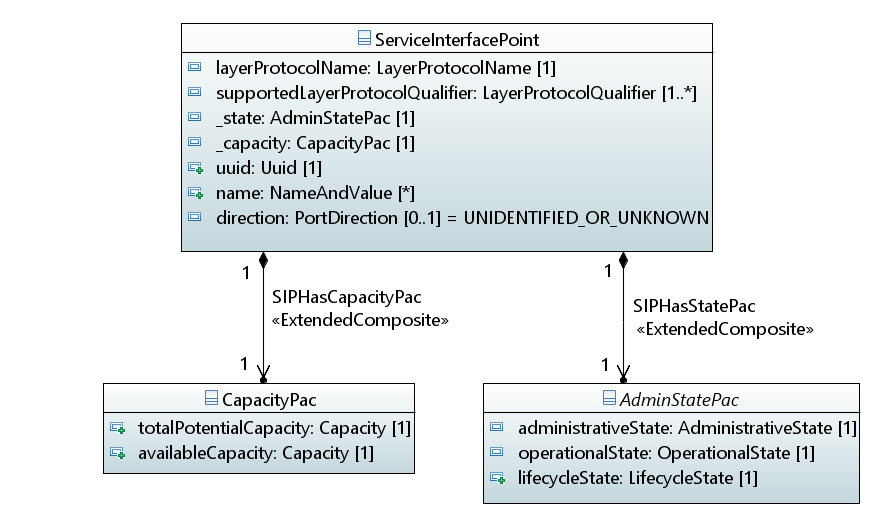 ServiceInterfacePoint
layerProtocolName: LayerProtocolName [1]
supportedLayerProtocolQualifier: LayerProtocolQualifier [1..*]
_state: AdminStatePac [1]
_capacity: CapacityPac [1]
uuid: Uuid [1]
name: NameAndValue [*]
direction: PortDirection [0..1] = UNIDENTIFIED_OR_UNKNOWN
1
1
SIPHasCapacityPac
«ExtendedComposite»
SIPHasStatePac
«ExtendedComposite»
1
1
CapacityPac
totalPotentialCapacity: Capacity [1]
availableCapacity: Capacity [1]
AdminStatePac
administrativeState: AdministrativeState [1]
operationalState: OperationalState [1]
lifecycleState: LifecycleState [1]